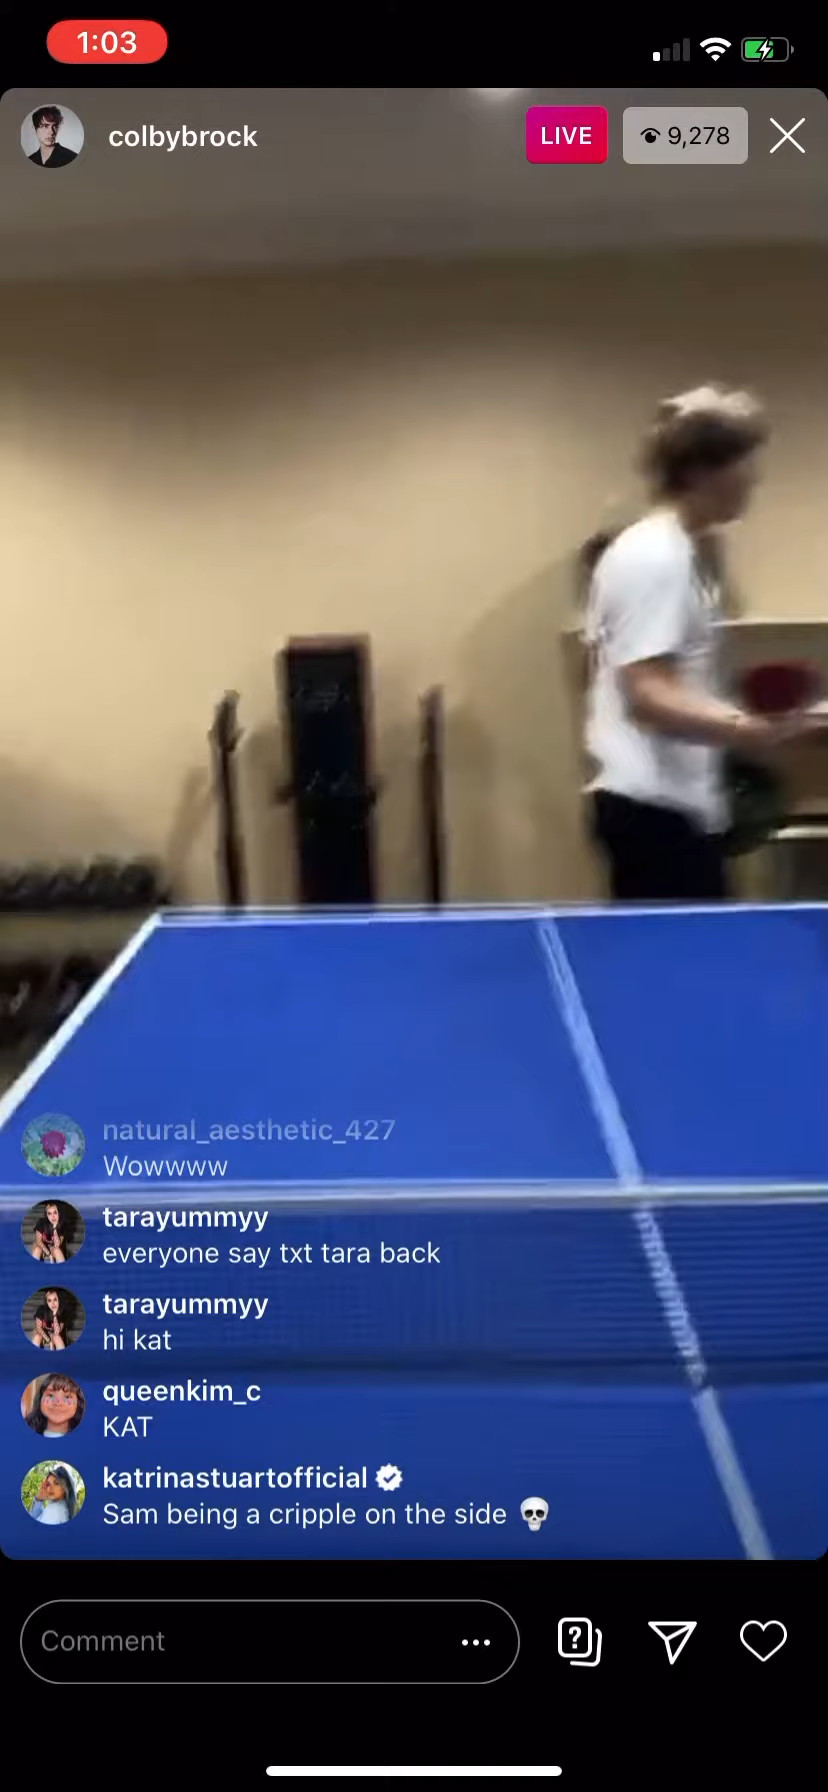 1:03
colbybrock
LIVE
9,278
natural_aesthetic_427
Wowwww
tarayummyy
everyone say txt tara back
tarayummyy
hi kat
queenkim_c
KAT
katrinastuartofficial
Sam being a cripple on the side 💀
Comment